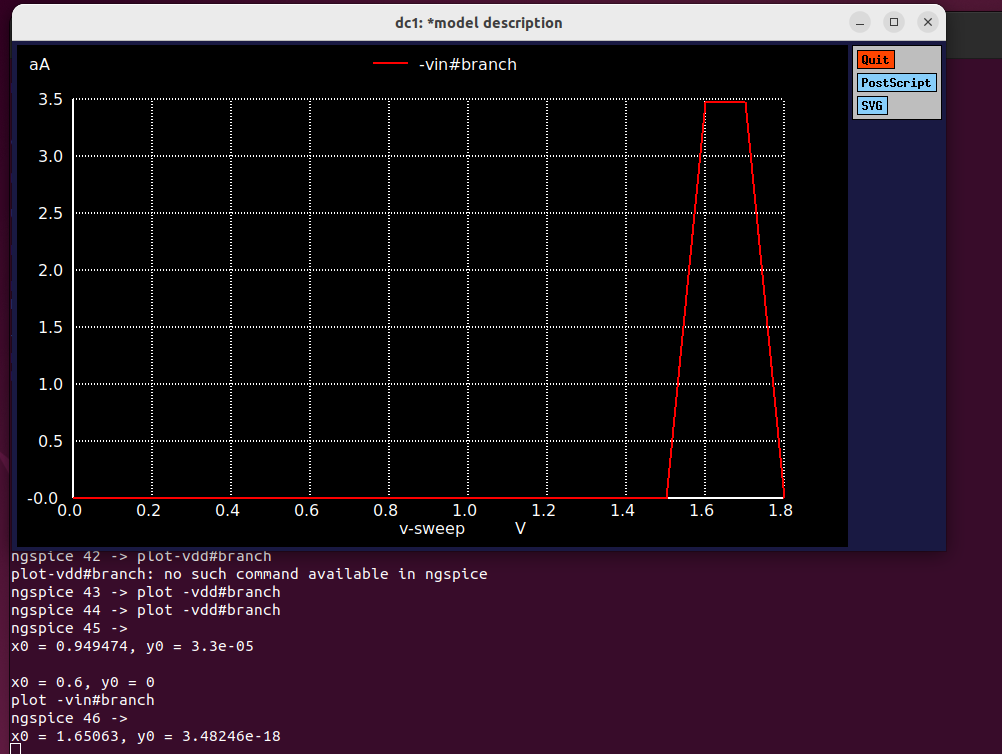 dc1: *model description
aA
-vin#branch
Quit
PostScript
SVG
3.5
3.0
2.5
2.0
1.5
1.0
0.5
-0.0
0.0 0.2 0.4 0.6 0.8 1.0 1.2 1.4 1.6 1.8
v-sweep V
ngspice 42 -> plot-vdd#branch
plot-vdd#branch: no such command available in ngspice
ngspice 43 -> plot -vdd#branch
ngspice 44 -> plot -vdd#branch
ngspice 45 ->
x0 = 0.949474, y0 = 3.3e-05
x0 = 0.6, y0 = 0
plot -vin#branch
ngspice 46 ->
x0 = 1.65063, y0 = 3.48246e-18